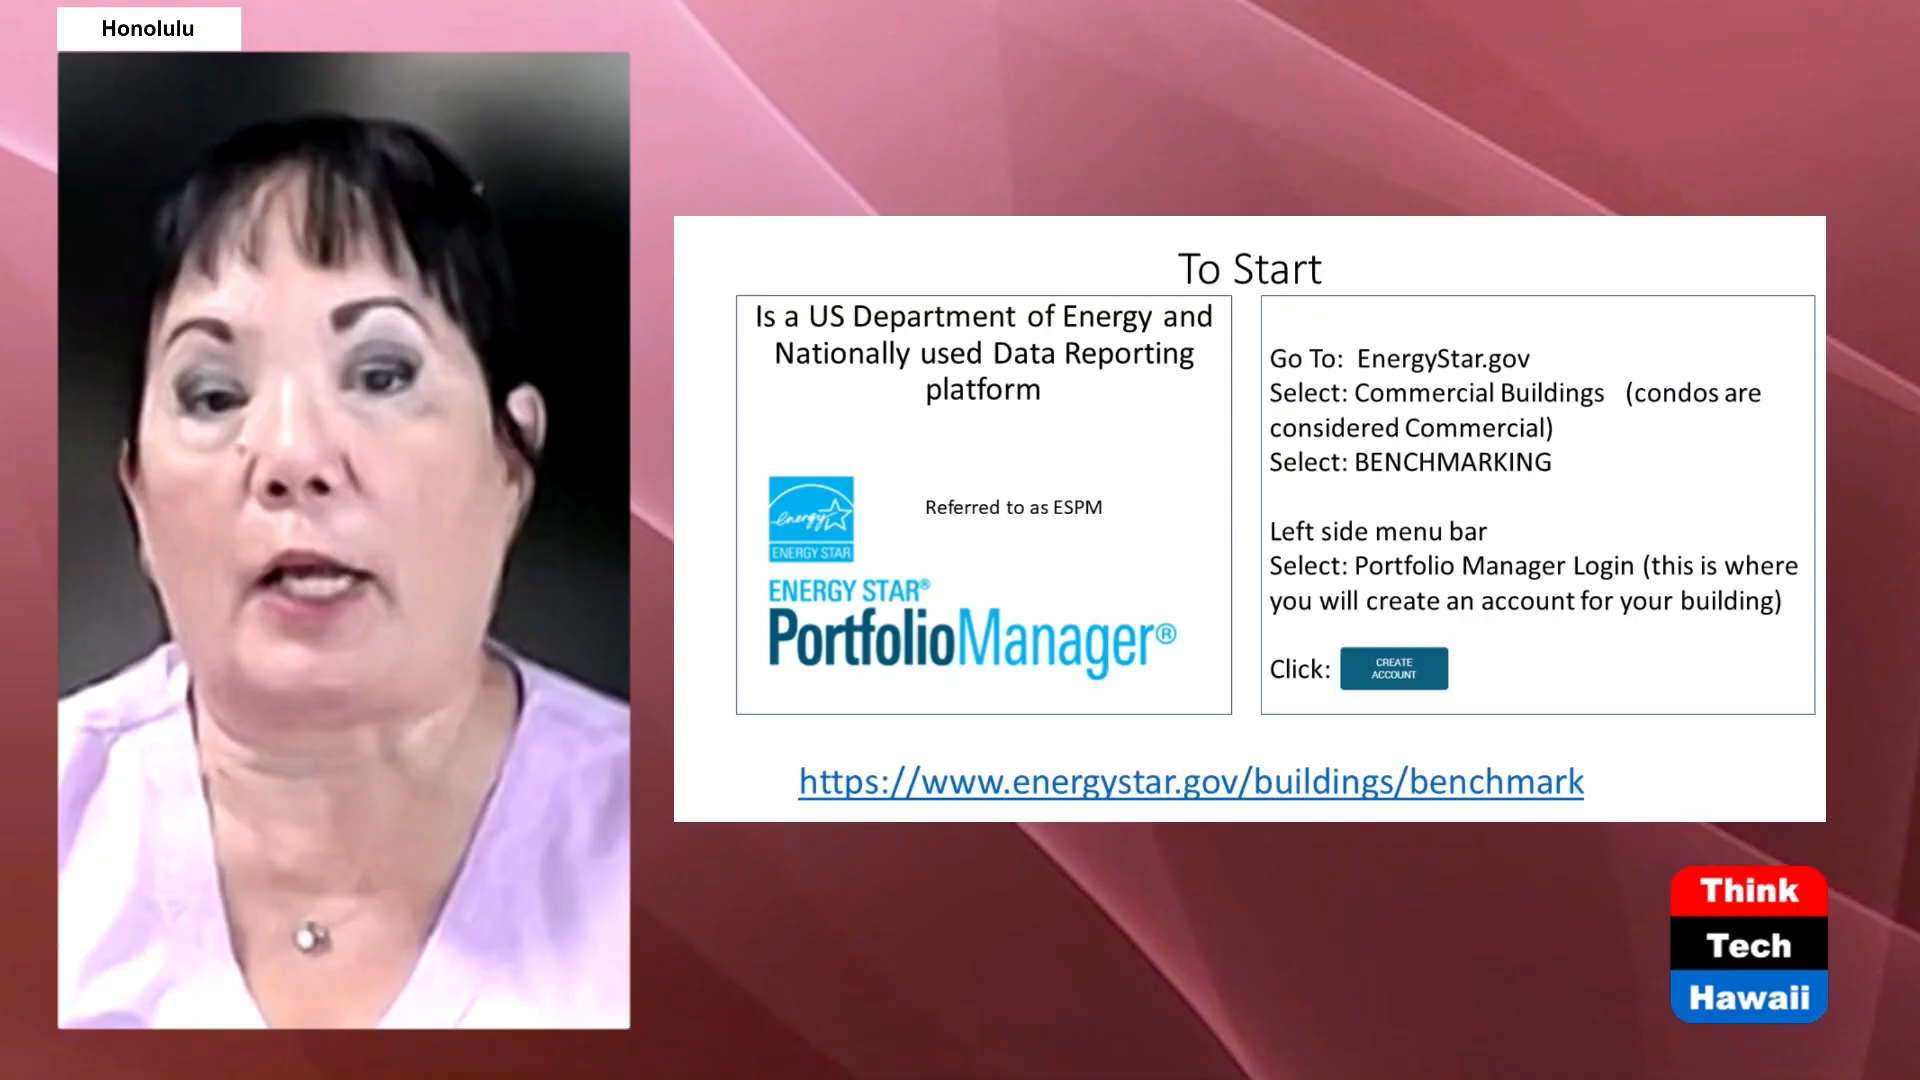 Honolulu
To Start
Is a US Department of Energy and
Nationally used Data Reporting
platform
Referred to as ESPM
energy
ENERGY STAR
ENERGY STAR®
PortfolioManager®
Go To: EnergyStar.gov
Select: Commercial Buildings (condos are
considered Commercial)
Select: BENCHMARKING
Left side menu bar
Select: Portfolio Manager Login (this is where
you will create an account for your building)
Click: CREATE
ACCOUNT
https://www.energystar.gov/buildings/benchmark
Think
Tech
Hawaii